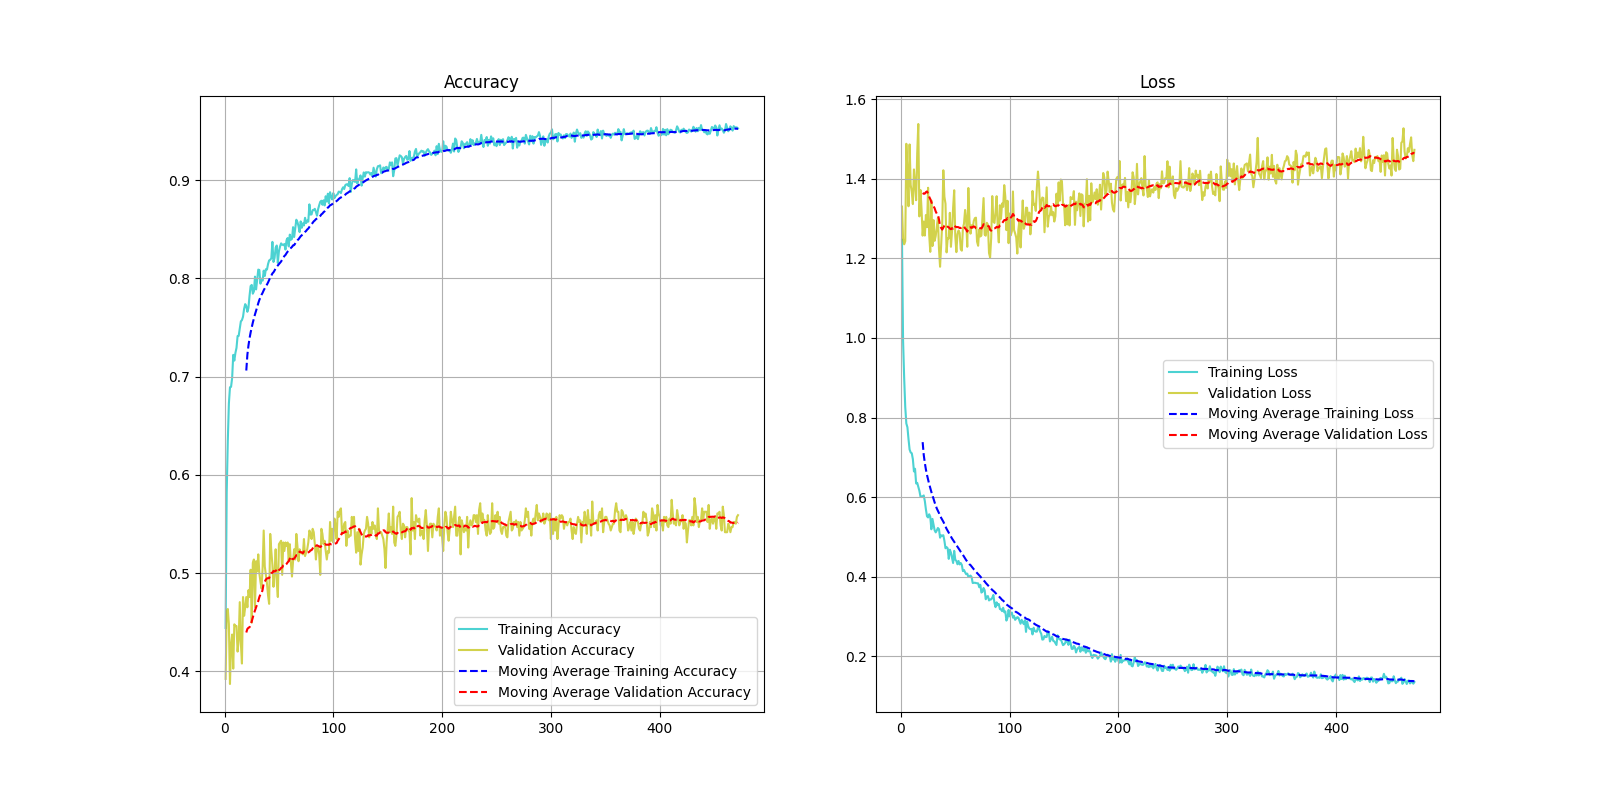 Accuracy
0.9
0.8
0.7
0.6
0.5
0.4
0
100
200
300
400
Training Accuracy
Validation Accuracy
Moving Average Training Accuracy
Moving Average Validation Accuracy
Loss
1.6
1.4
1.2
1.0
0.8
0.6
0.4
0.2
0
100
200
300
400
Training Loss
Validation Loss
Moving Average Training Loss
Moving Average Validation Loss